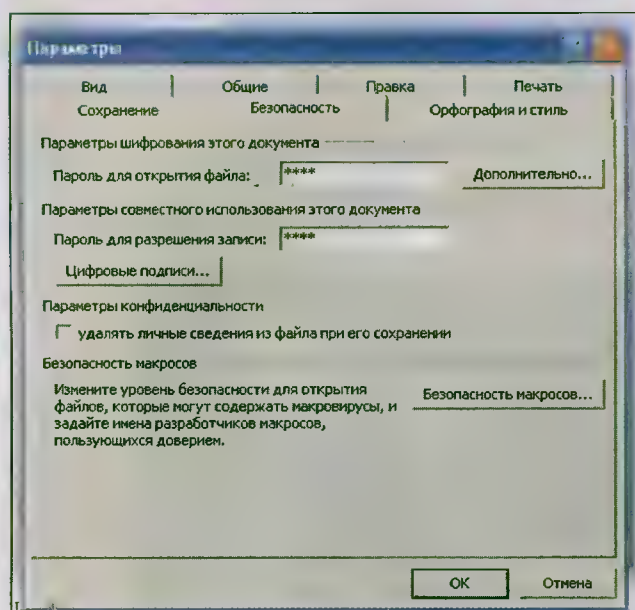 Параметры
Вид Общие Правка Печать
Сохранение Безопасность Орфография и стиль
Параметры шифрования этого документа
Пароль для открытия файла: **** Дополнительно...
Параметры совместного использования этого документа
Пароль для разрешения записи: ****
Цифровые подписи...
Параметры конфиденциальности
удалять личные сведения из файла при его сохранении
Безопасность макросов
Измените уровень безопасности для открытия
файлов, которые могут содержать макровирусы, и
задайте имена разработчиков макросов,
пользующихся доверием.
Безопасность макросов...
ОК Отмена